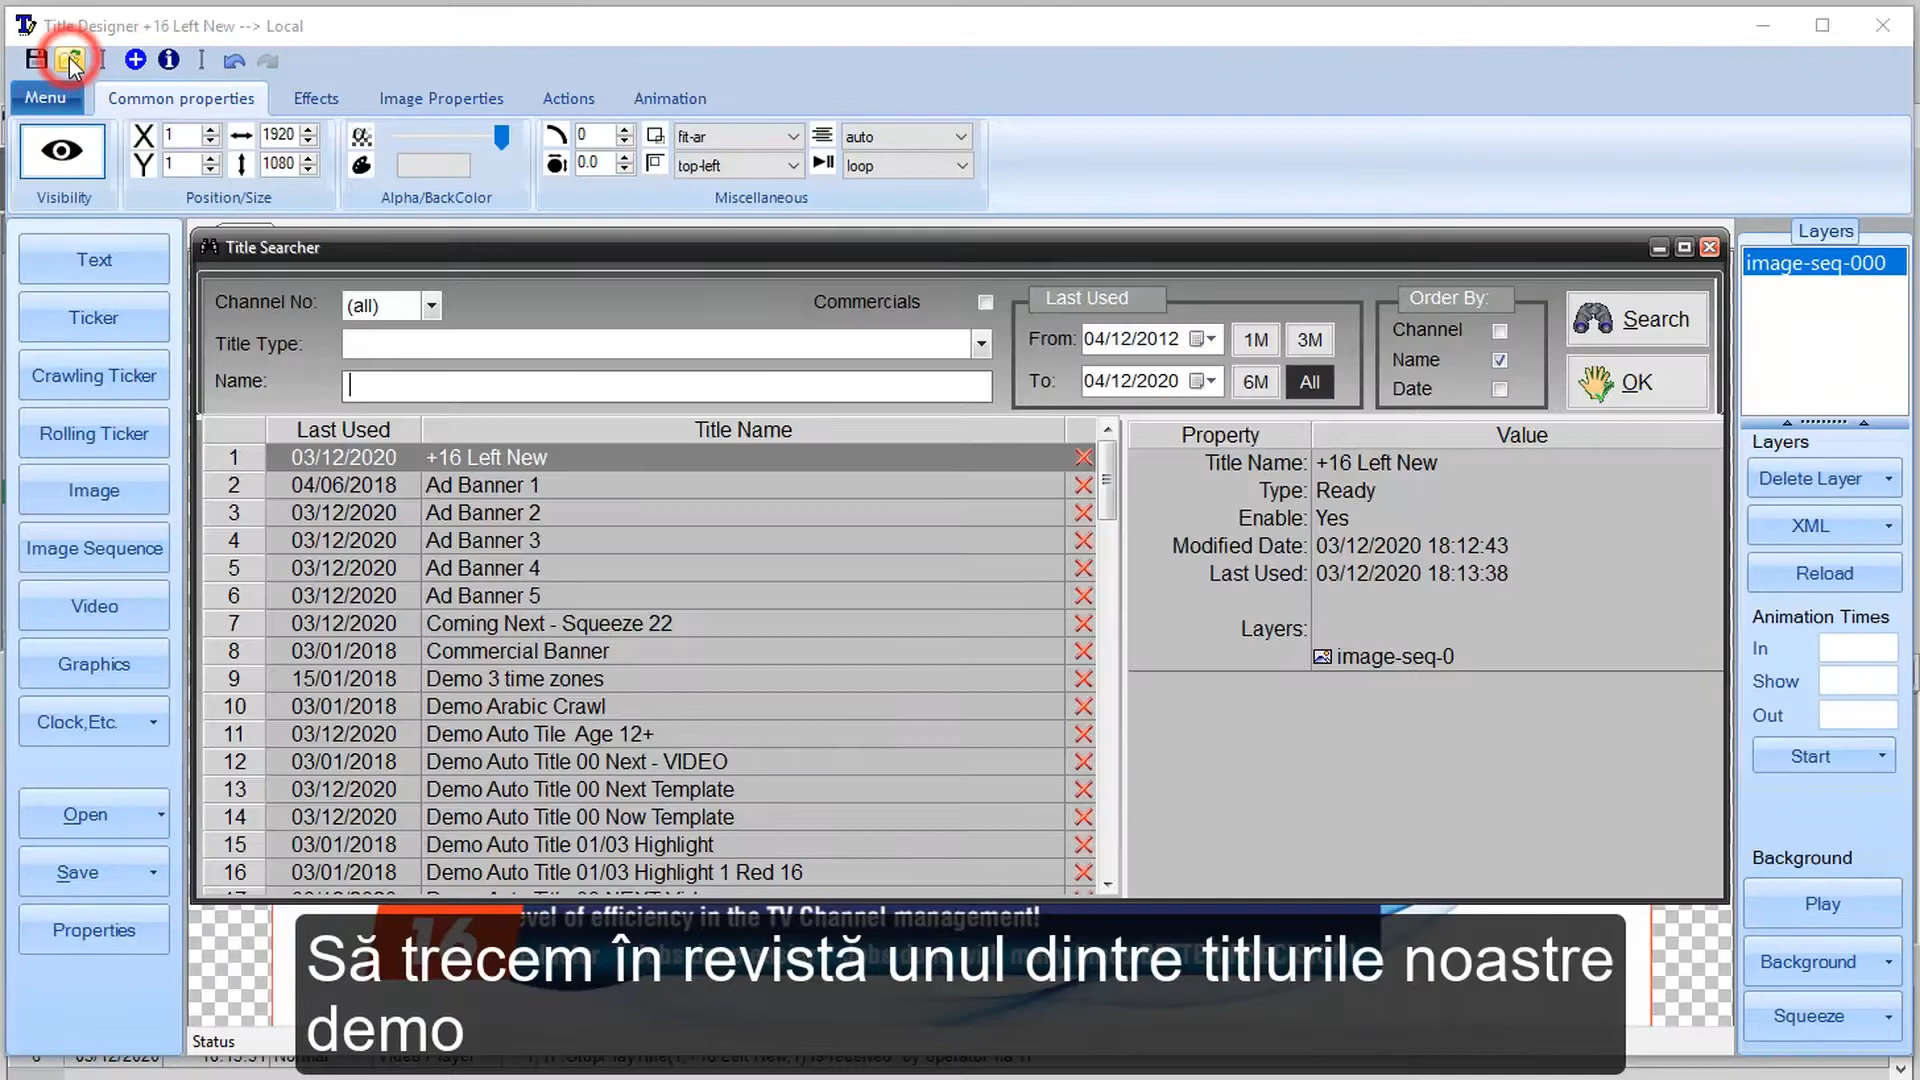 Title Designer +16 Left New --> Local
Menu
Common properties
Effects
Image Properties
Actions
Animation
X 1 1920
0
fit-ar
auto
Y 1 1080
0.0
top-left
loop
Visibility
Position/Size
Alpha/BackColor
Miscellaneous
Text
Ticker
Crawling Ticker
Rolling Ticker
Image
Image Sequence
Video
Graphics
Clock,Etc.
Open
Save
Properties
Title Searcher
Channel No: (all)
Commercials
Title Type:
Name:
Last Used
From: 04/12/2012 1M 3M
To: 04/12/2020 6M All
Order By:
Channel
Name
Date
Search
OK
Last Used Title Name
1 03/12/2020 +16 Left New
2 04/06/2018 Ad Banner 1
3 03/12/2020 Ad Banner 2
4 03/12/2020 Ad Banner 3
5 03/12/2020 Ad Banner 4
6 03/12/2020 Ad Banner 5
7 03/12/2020 Coming Next - Squeeze 22
8 03/01/2018 Commercial Banner
9 15/01/2018 Demo 3 time zones
10 03/01/2018 Demo Arabic Crawl
11 03/12/2020 Demo Auto Tile Age 12+
12 03/01/2018 Demo Auto Title 00 Next - VIDEO
13 03/12/2020 Demo Auto Title 00 Next Template
14 03/12/2020 Demo Auto Title 00 Now Template
15 03/01/2018 Demo Auto Title 01/03 Highlight
16 03/01/2018 Demo Auto Title 01/03 Highlight 1 Red 16
Property Value
Title Name: +16 Left New
Type: Ready
Enable: Yes
Modified Date: 03/12/2020 18:12:43
Last Used: 03/12/2020 18:13:38
Layers:
image-seq-0
Layers
image-seq-000
Layers
Delete Layer
XML
Reload
Animation Times
In
Show
Out
Start
Background
Play
Background
Squeeze
of efficiency in the TV Channel management!
Să trecem în revistă unul dintre titlurile noastre
demo
Status